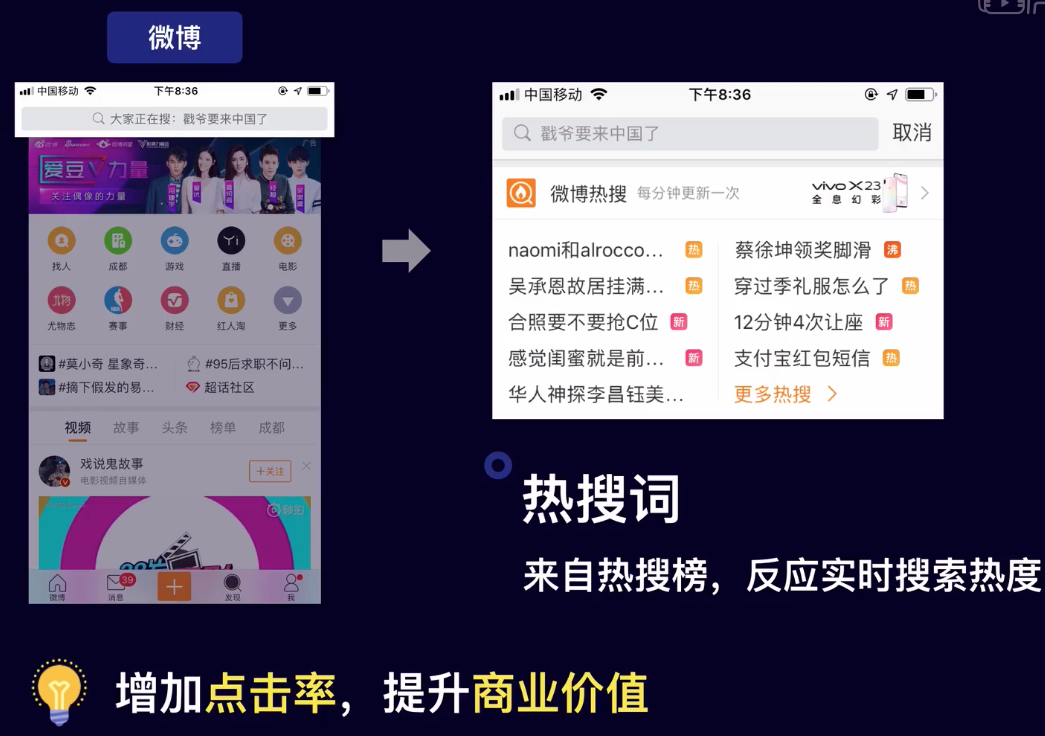 微博
中国移动 下午8:36
大家正在搜：戳爷要来中国了
广告
爱豆V力量
关注偶像的力量
找人 成都 游戏 直播 电影
尤物志 赛事 财经 红人淘 更多
#莫小奇 星象奇... #95后求职不问...
#摘下假发的易... 超话社区
视频 故事 头条 榜单 成都
戏说鬼故事
电影视频自媒体
+关注
秒拍
39
微博 消息 发现 我
中国移动 下午8:36
戳爷要来中国了 取消
微博热搜 每分钟更新一次
vivo X23
全息幻彩
naomi和alrocco... 热 蔡徐坤领奖脚滑 沸
吴承恩故居挂满... 热 穿过季礼服怎么了 热
合照要不要抢C位 新 12分钟4次让座 新
感觉闺蜜就是前... 新 支付宝红包短信 热
华人神探李昌钰美... 更多热搜
热搜词
来自热搜榜，反应实时搜索热度
增加点击率，提升商业价值